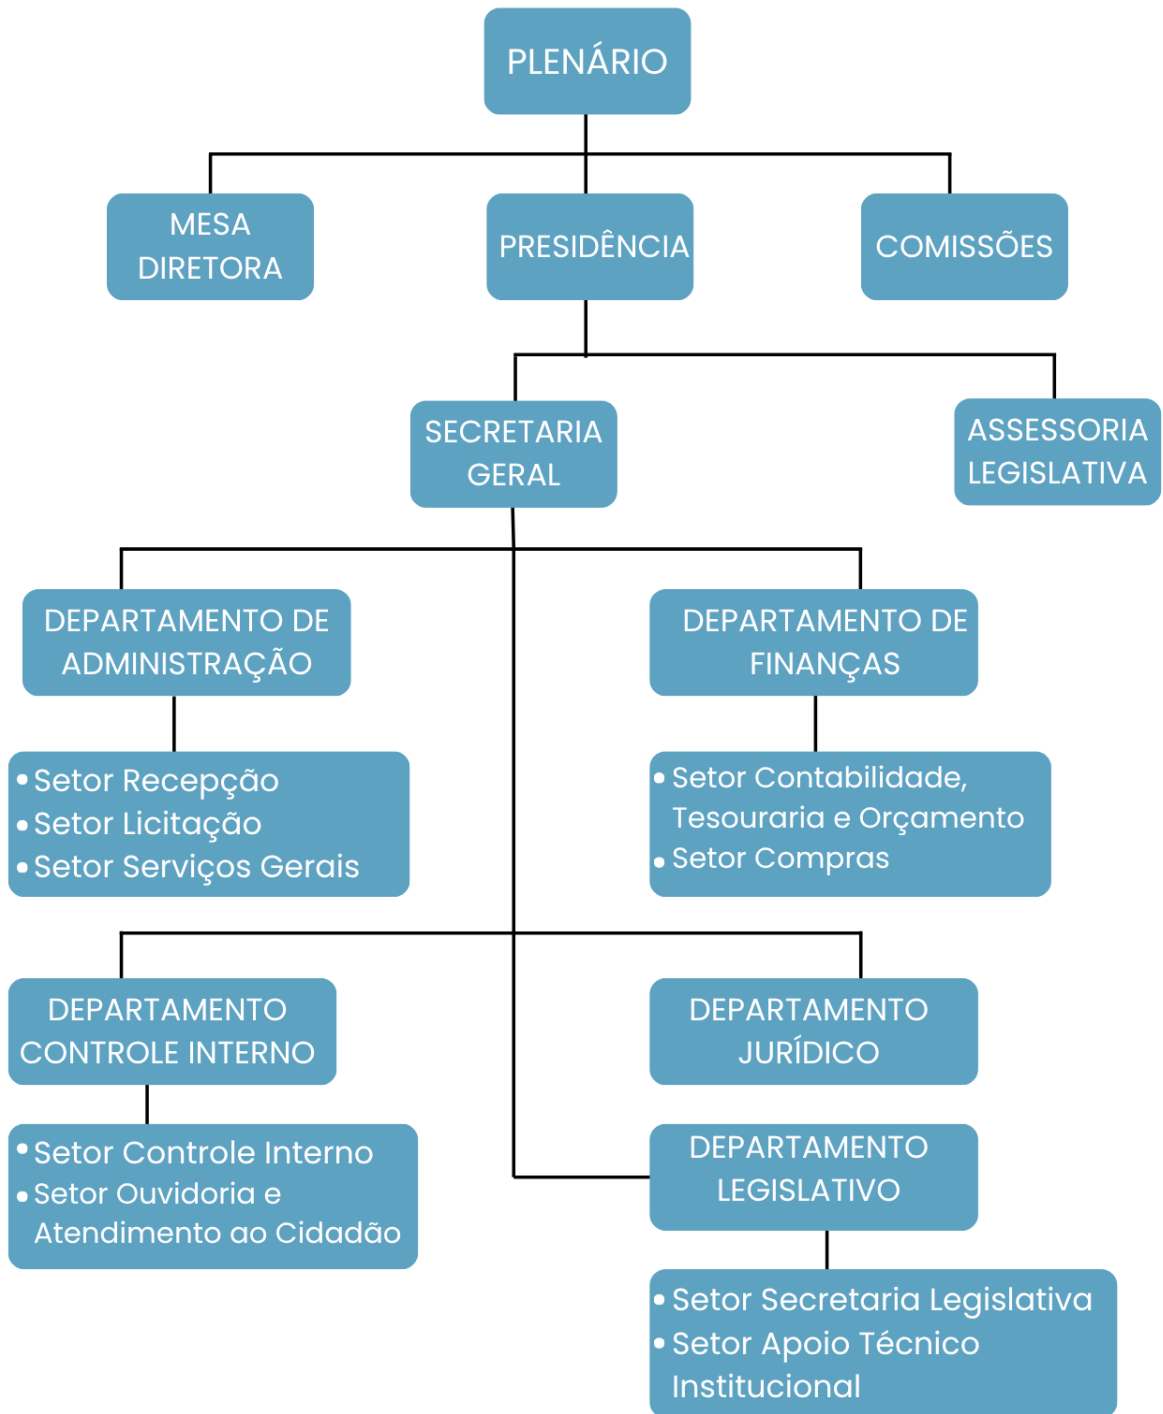 PLENÁRIO
MESA
DIRETORA
PRESIDÊNCIA
COMISSÕES
SECRETARIA
GERAL
ASSESSORIA
LEGISLATIVA
DEPARTAMENTO DE
ADMINISTRAÇÃO
DEPARTAMENTO DE
FINANÇAS
• Setor Recepção
• Setor Licitação
• Setor Serviços Gerais
• Setor Contabilidade,
Tesouraria e Orçamento
• Setor Compras
DEPARTAMENTO
CONTROLE INTERNO
DEPARTAMENTO
JURÍDICO
• Setor Controle Interno
• Setor Ouvidoria e
Atendimento ao Cidadão
DEPARTAMENTO
LEGISLATIVO
• Setor Secretaria Legislativa
• Setor Apoio Técnico
Institucional